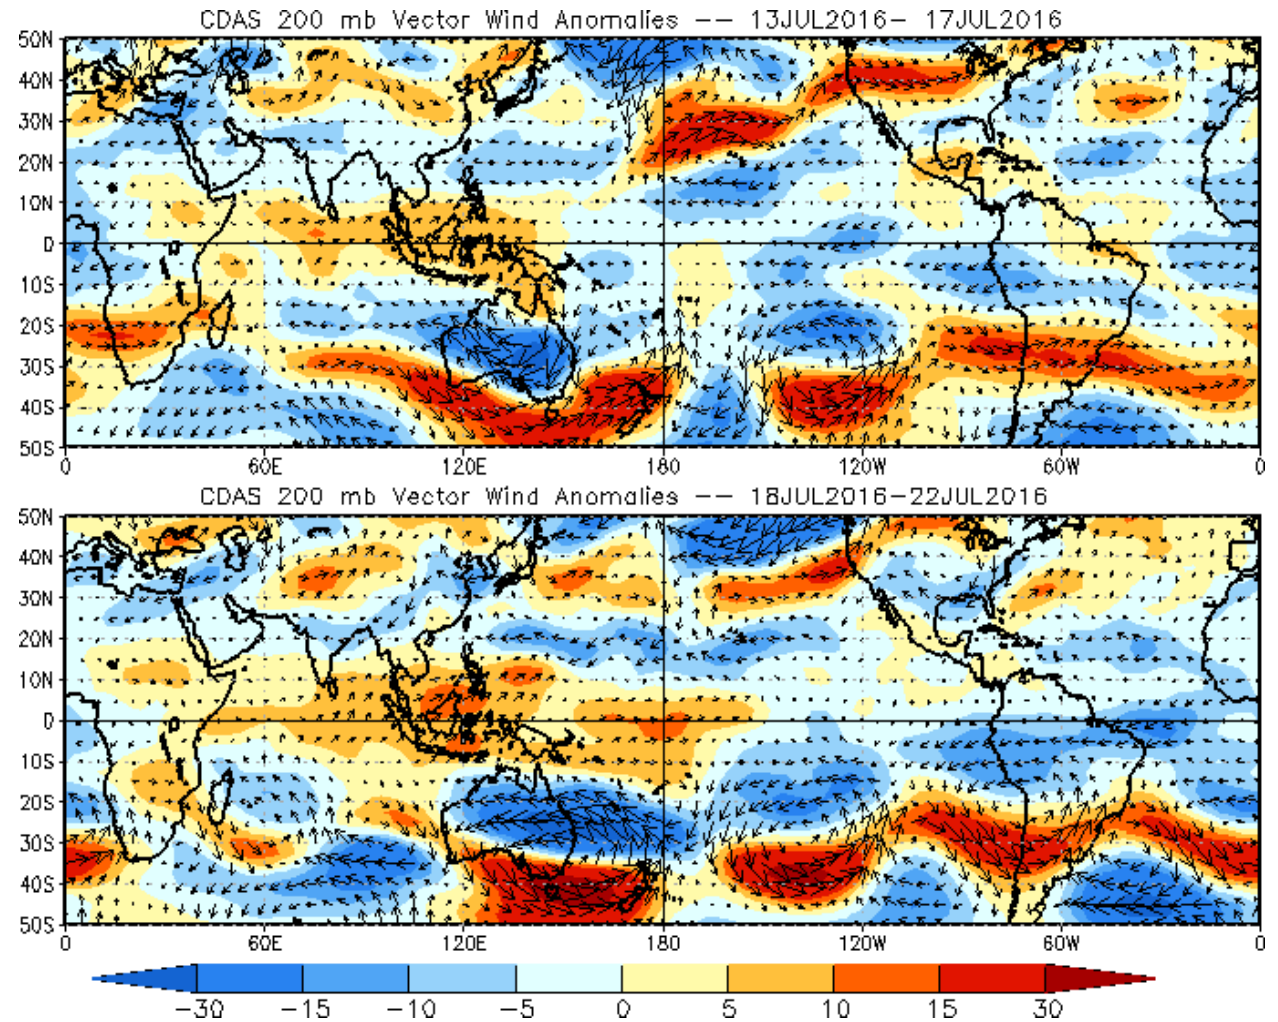 CDAS 200 mb Vector Wind Anomalies -- 13JUL2016- 17JUL2016
50N
40N
30N
20N
10N
0
10S
20S
30S
40S
50S
0 60E 120E 180 120W 60W 0
CDAS 200 mb Vector Wind Anomalies -- 18JUL2016-22JUL2016
50N
40N
30N
20N
10N
0
10S
20S
30S
40S
50S
0 60E 120E 180 120W 60W 0
-30 -15 -10 -5 0 5 10 15 30